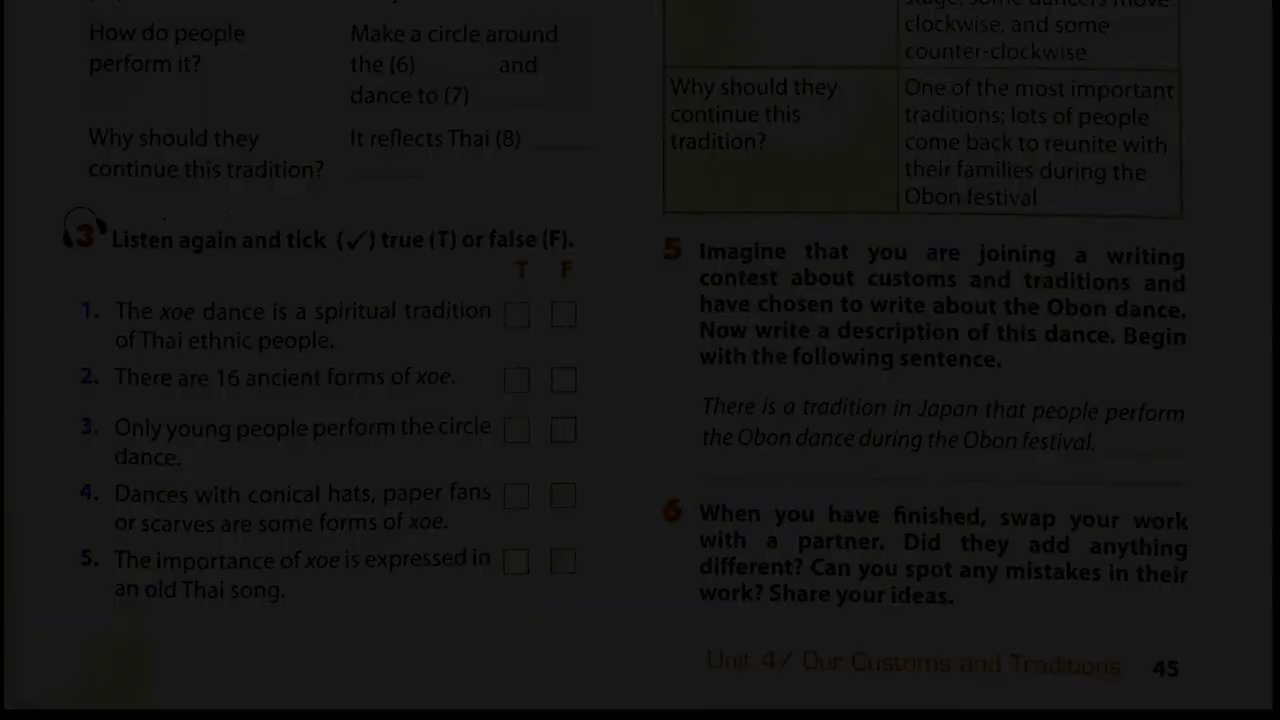 How do people
perform it?
Make a circle around
the (6) and
dance to (7)
Why should they
continue this tradition?
It reflects Thai (8)
3 Listen again and tick (✓) true (T) or false (F).
T F
1. The xoe dance is a spiritual tradition
of Thai ethnic people.
2. There are 16 ancient forms of xoe.
3. Only young people perform the circle
dance.
4. Dances with conical hats, paper fans
or scarves are some forms of xoe.
5. The importance of xoe is expressed in
an old Thai song.
stage, some dancers move
clockwise, and some
counter-clockwise
Why should they
continue this
tradition?
One of the most important
traditions; lots of people
come back to reunite with
their families during the
Obon festival
5 Imagine that you are joining a writing
contest about customs and traditions and
have chosen to write about the Obon dance.
Now write a description of this dance. Begin
with the following sentence.
There is a tradition in Japan that people perform
the Obon dance during the Obon festival.
6 When you have finished, swap your work
with a partner. Did they add anything
different? Can you spot any mistakes in their
work? Share your ideas.
Unit 4/ Our Customs and Traditions 45